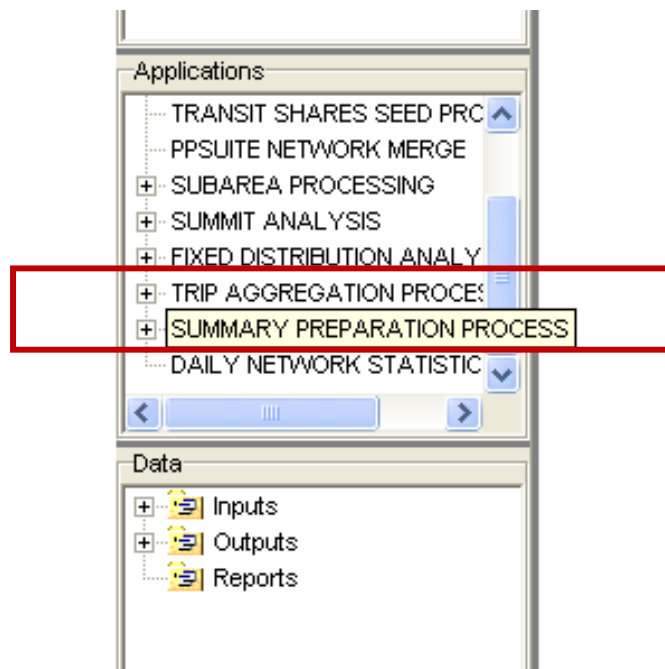 Applications
TRANSIT SHARES SEED PRC
PPSUITE NETWORK MERGE
SUBAREA PROCESSING
SUMMIT ANALYSIS
FIXED DISTRIBUTION ANALY
TRIP AGGREGATION PROCES
SUMMARY PREPARATION PROCESS
DAILY NETWORK STATISTIC
Data
Inputs
Outputs
Reports